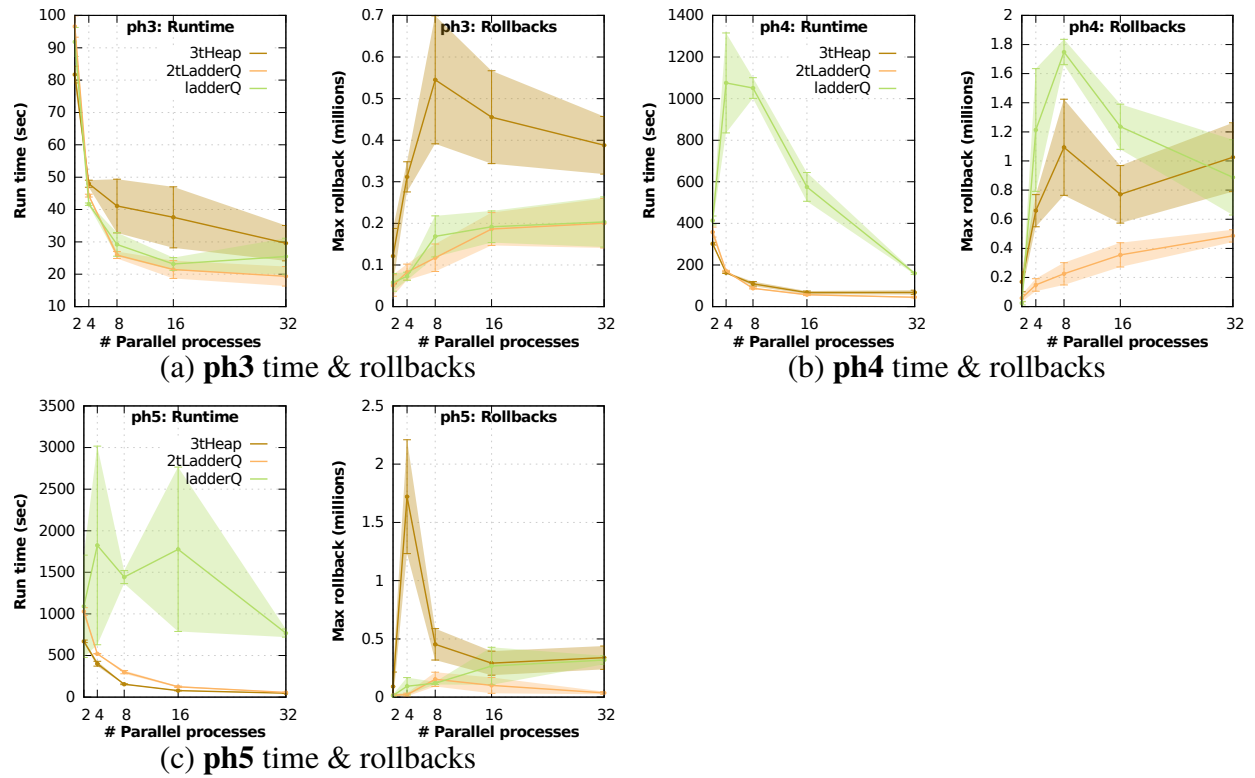 ph3: Runtime
3tHeap
2tLadderQ
ladderQ
Run time (sec)
100
90
80
70
60
50
40
30
20
10
2 4 8 16 32
# Parallel processes
ph3: Rollbacks
Max rollback (millions)
0.7
0.6
0.5
0.4
0.3
0.2
0.1
0
2 4 8 16 32
# Parallel processes
(a) ph3 time & rollbacks
ph4: Runtime
3tHeap
2tLadderQ
ladderQ
Run time (sec)
1400
1200
1000
800
600
400
200
0
2 4 8 16 32
# Parallel processes
ph4: Rollbacks
Max rollback (millions)
2
1.8
1.6
1.4
1.2
1
0.8
0.6
0.4
0.2
0
2 4 8 16 32
# Parallel processes
(b) ph4 time & rollbacks
ph5: Runtime
3tHeap
2tLadderQ
ladderQ
Run time (sec)
3500
3000
2500
2000
1500
1000
500
0
2 4 8 16 32
# Parallel processes
ph5: Rollbacks
Max rollback (millions)
2.5
2
1.5
1
0.5
0
2 4 8 16 32
# Parallel processes
(c) ph5 time & rollbacks